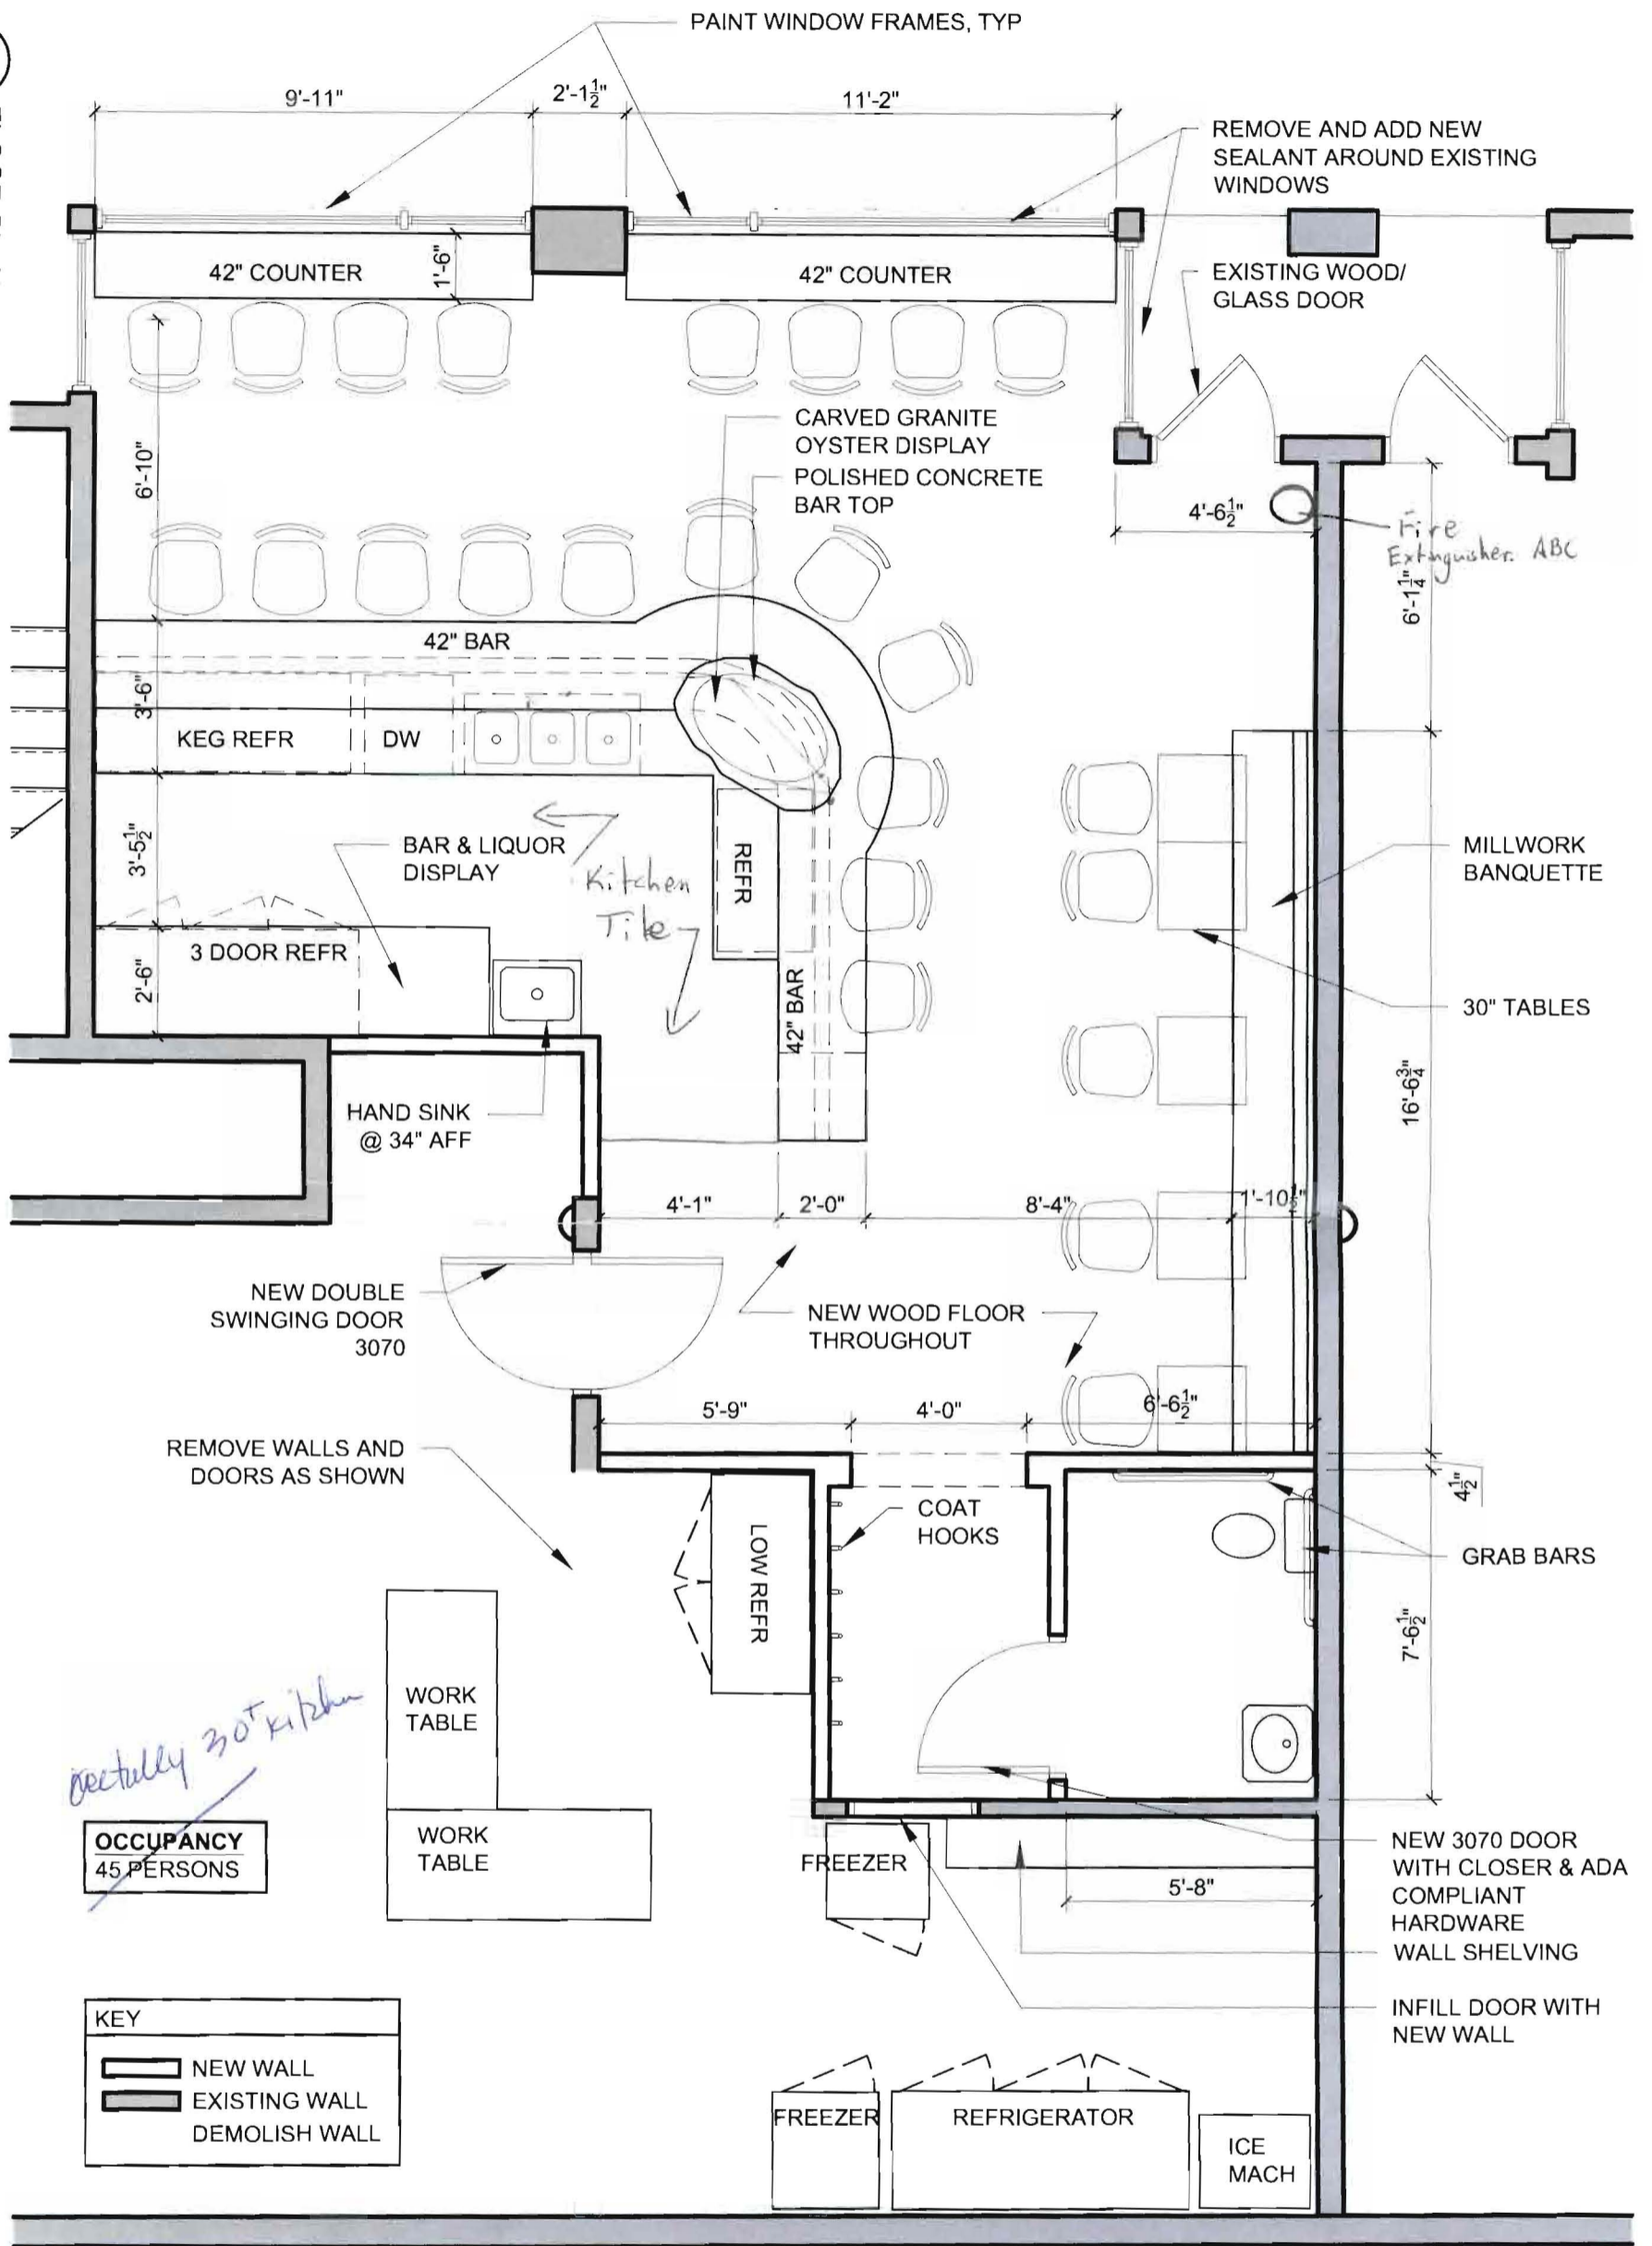 PAINT WINDOW FRAMES, TYP
9'-11"
2'-1½"
11'-2"
REMOVE AND ADD NEW
SEALANT AROUND EXISTING
WINDOWS
42" COUNTER
1'-6"
42" COUNTER
EXISTING WOOD/
GLASS DOOR
CARVED GRANITE
OYSTER DISPLAY
POLISHED CONCRETE
BAR TOP
6'-10"
4'-6½"
Fire
Extinguisher. ABC
6'-1¼"
42" BAR
3'-6"
KEG REFR
DW
BAR & LIQUOR
DISPLAY
Kitchen
Tile
REFR
3'-5½"
MILLWORK
BANQUETTE
3 DOOR REFR
2'-6"
42" BAR
30" TABLES
HAND SINK
@ 34" AFF
16'-6¾"
4'-1"
2'-0"
8'-4"
1'-10½"
NEW DOUBLE
SWINGING DOOR
3070
NEW WOOD FLOOR
THROUGHOUT
5'-9"
4'-0"
6'-6½"
REMOVE WALLS AND
DOORS AS SHOWN
4½"
COAT
HOOKS
LOW REFR
GRAB BARS
7'-6½"
WORK
TABLE
30+ kitchen
OCCUPANCY
45 PERSONS
WORK
TABLE
FREEZER
5'-8"
NEW 3070 DOOR
WITH CLOSER & ADA
COMPLIANT
HARDWARE
WALL SHELVING
INFILL DOOR WITH
NEW WALL
KEY
NEW WALL
EXISTING WALL
DEMOLISH WALL
FREEZER
REFRIGERATOR
ICE
MACH